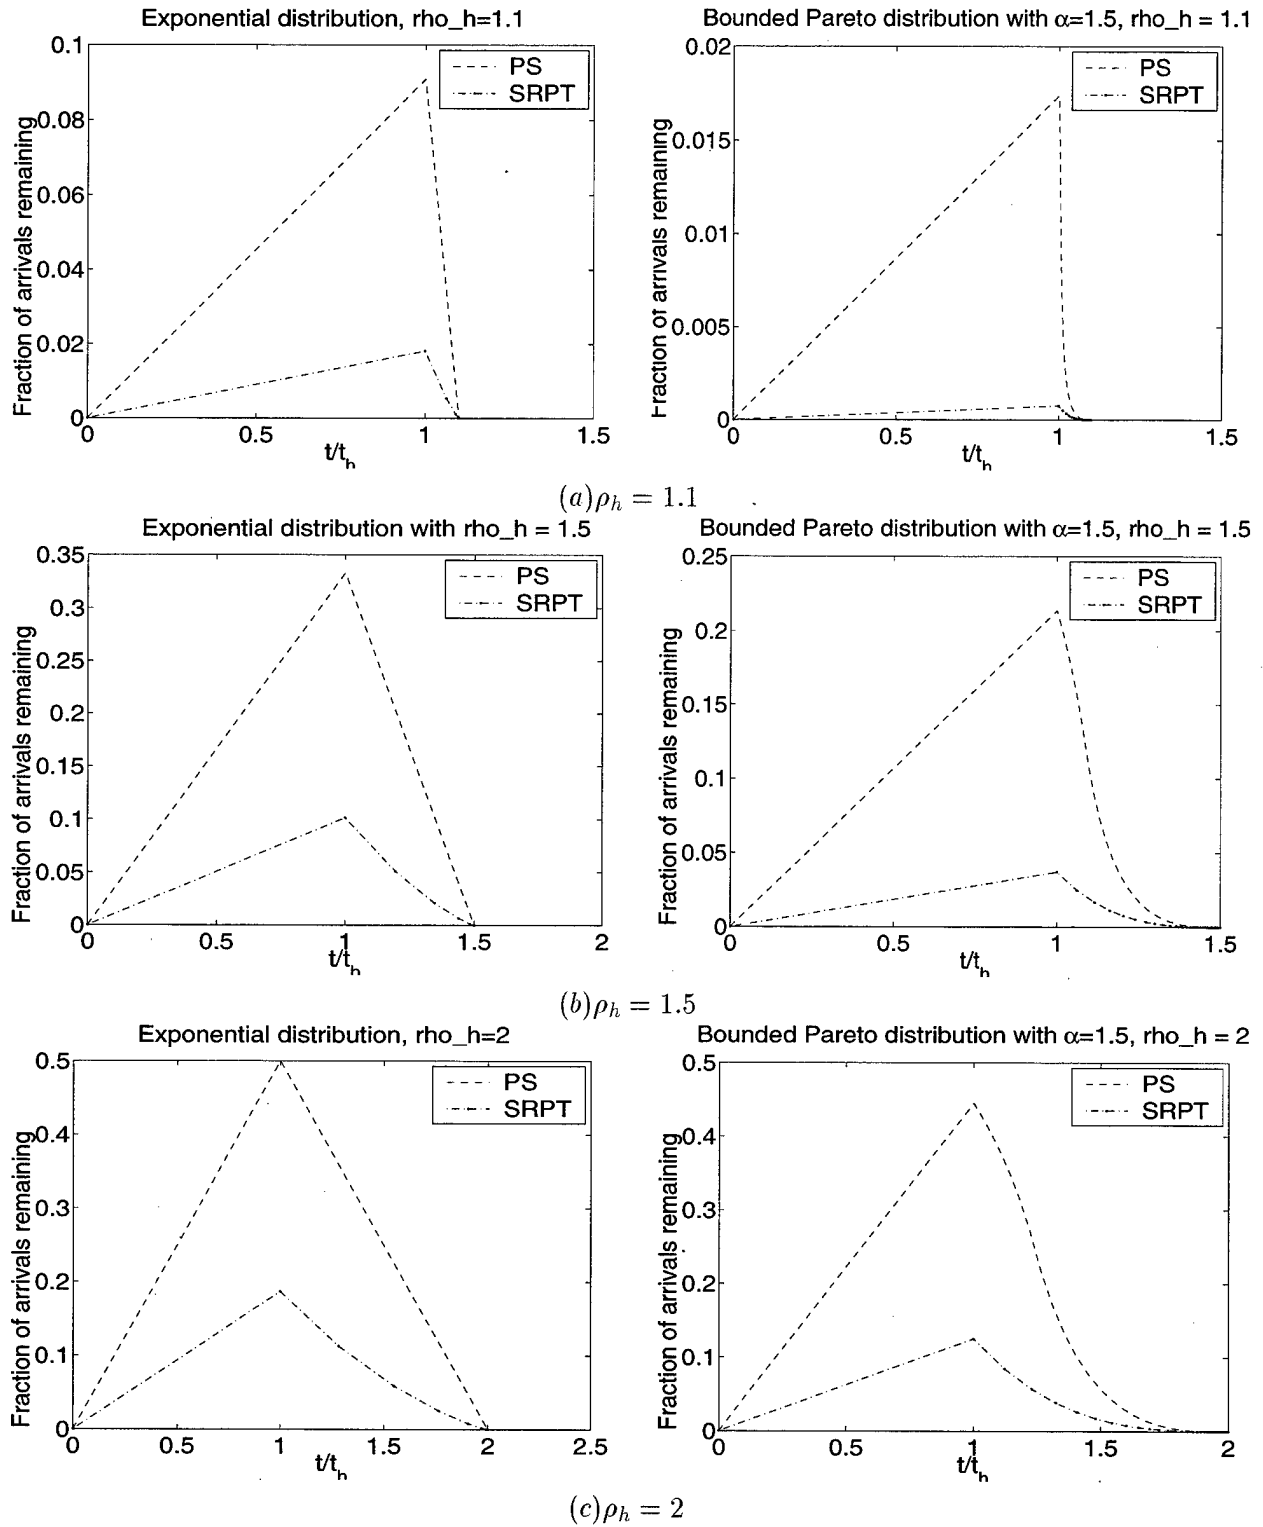 Exponential distribution, rho_h=1.1
PS
SRPT
Fraction of arrivals remaining
0.1
0.08
0.06
0.04
0.02
0
0 0.5 1 1.5
t/t_h
Bounded Pareto distribution with α=1.5, rho_h = 1.1
PS
SRPT
Fraction of arrivals remaining
0.02
0.015
0.01
0.005
0
0 0.5 1 1.5
t/t_h
(a)ρ_h = 1.1
Exponential distribution with rho_h = 1.5
PS
SRPT
Fraction of arrivals remaining
0.35
0.3
0.25
0.2
0.15
0.1
0.05
0
0 0.5 1 1.5 2
t/t_h
Bounded Pareto distribution with α=1.5, rho_h = 1.5
PS
SRPT
Fraction of arrivals remaining
0.25
0.2
0.15
0.1
0.05
0
0 0.5 1 1.5
t/t_h
(b)ρ_h = 1.5
Exponential distribution, rho_h=2
PS
SRPT
Fraction of arrivals remaining
0.5
0.4
0.3
0.2
0.1
0
0 0.5 1 1.5 2 2.5
t/t_h
Bounded Pareto distribution with α=1.5, rho_h = 2
PS
SRPT
Fraction of arrivals remaining
0.5
0.4
0.3
0.2
0.1
0
0 0.5 1 1.5 2
t/t_h
(c)ρ_h = 2